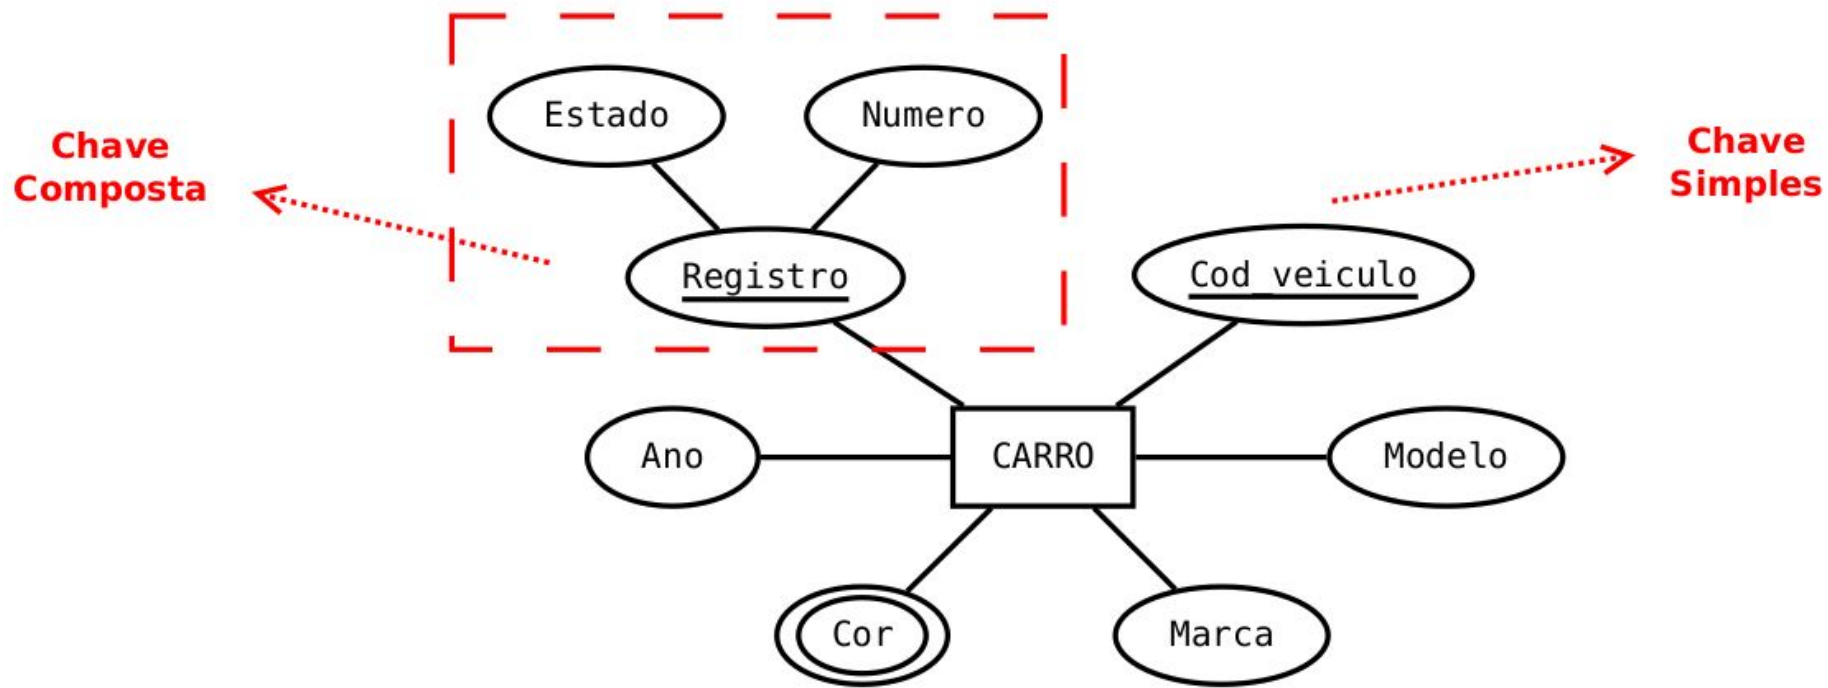 Estado
Numero
Chave
Composta
Chave
Simples
Registro
Cod_veiculo
Ano
CARRO
Modelo
Cor
Marca